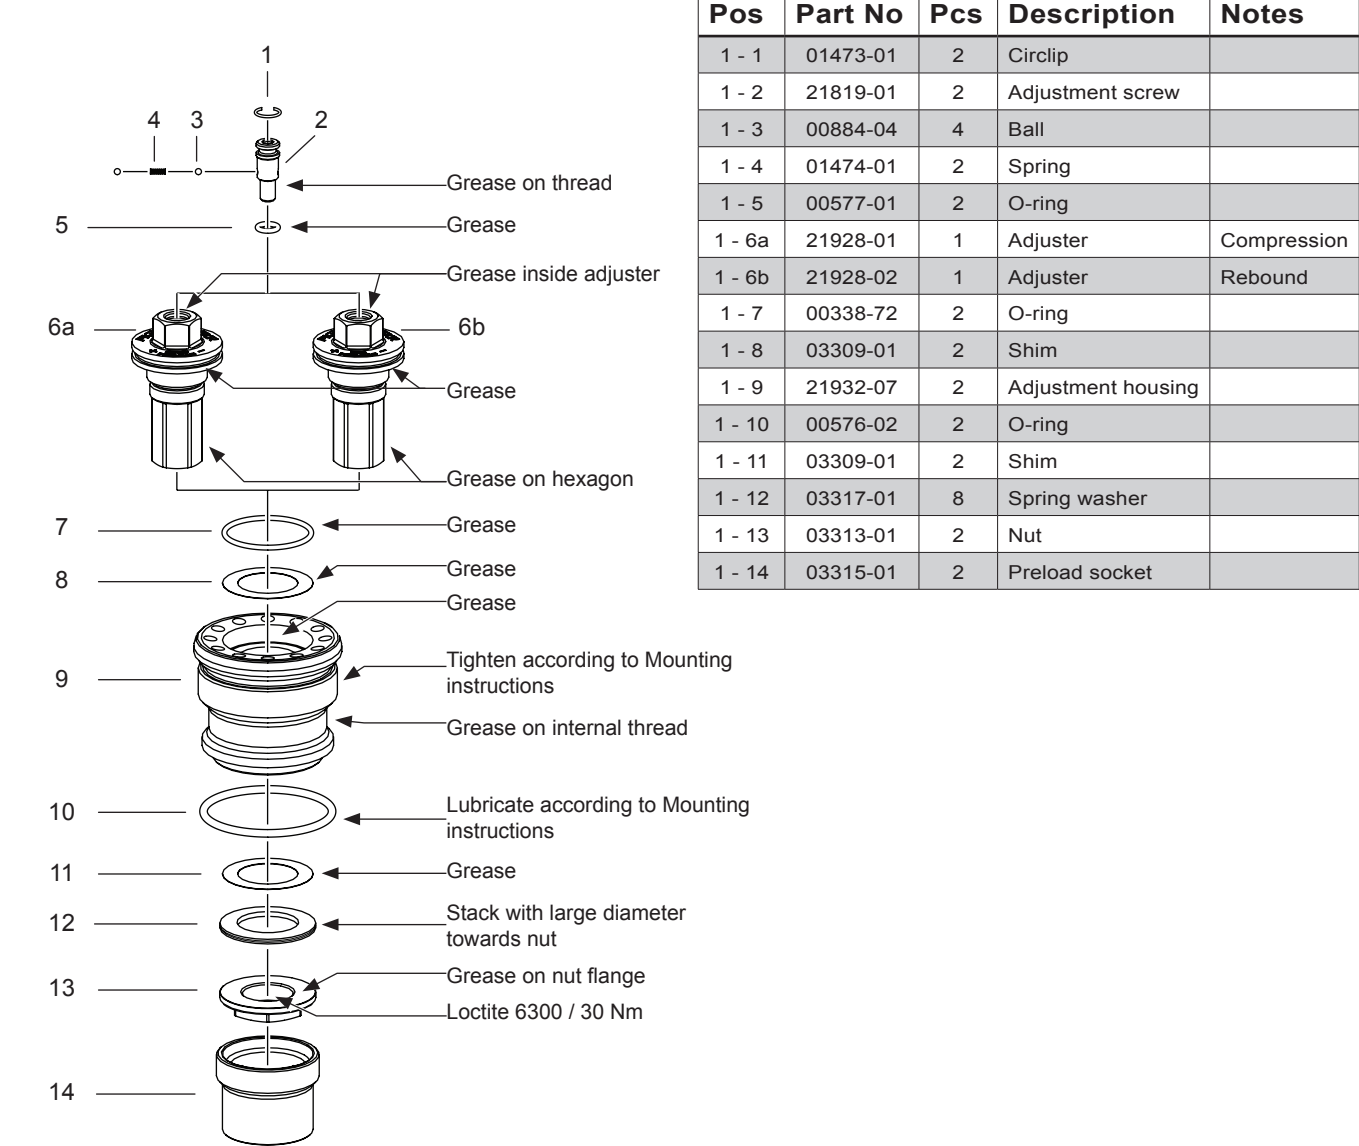 Pos Part No Pcs Description Notes
1 - 1 01473-01 2 Circlip
1 - 2 21819-01 2 Adjustment screw
1 - 3 00884-04 4 Ball
1 - 4 01474-01 2 Spring
1 - 5 00577-01 2 O-ring
1 - 6a 21928-01 1 Adjuster Compression
1 - 6b 21928-02 1 Adjuster Rebound
1 - 7 00338-72 2 O-ring
1 - 8 03309-01 2 Shim
1 - 9 21932-07 2 Adjustment housing
1 - 10 00576-02 2 O-ring
1 - 11 03309-01 2 Shim
1 - 12 03317-01 8 Spring washer
1 - 13 03313-01 2 Nut
1 - 14 03315-01 2 Preload socket
1
4 3 2
Grease on thread
5 Grease
Grease inside adjuster
6a 6b
Grease
Grease on hexagon
7 Grease
8 Grease
Grease
9 Tighten according to Mounting
instructions
Grease on internal thread
10 Lubricate according to Mounting
instructions
11 Grease
12 Stack with large diameter
towards nut
13 Grease on nut flange
Loctite 6300 / 30 Nm
14